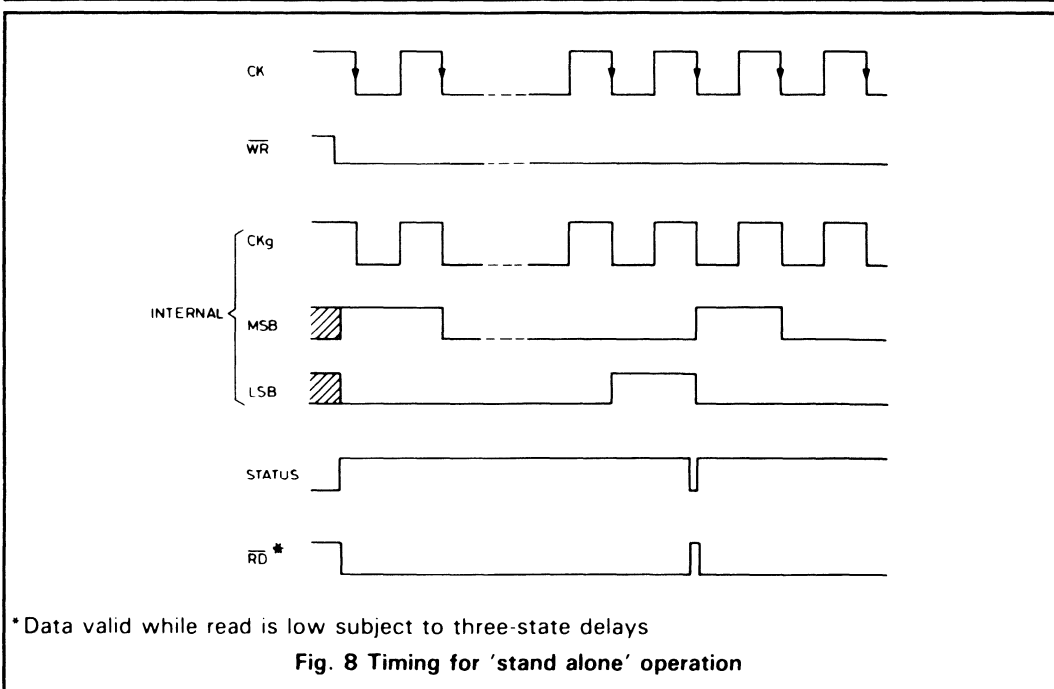 CK
WR
CKg
INTERNAL
MSB
LSB
STATUS
RD *
*Data valid while read is low subject to three-state delays
Fig. 8 Timing for 'stand alone' operation